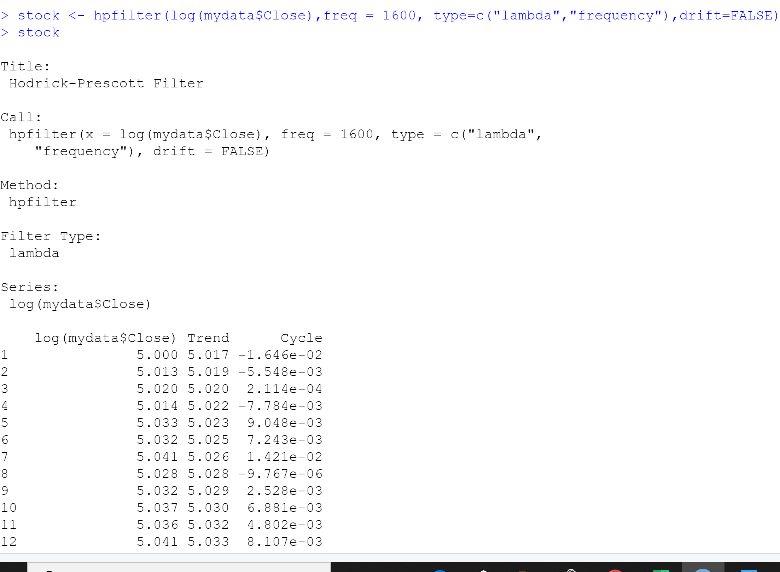 > stock <- hpfilter(log(mydata$Close),freq = 1600, type=c("lambda","frequency"),drift=FALSE)
> stock
Title:
Hodrick-Prescott Filter
Call:
hpfilter(x = log(mydata$Close), freq = 1600, type = c("lambda",
"frequency"), drift = FALSE)
Method:
hpfilter
Filter Type:
lambda
Series:
log(mydata$Close)
log(mydata$Close) Trend Cycle
1 5.000 5.017 -1.646e-02
2 5.013 5.019 -5.548e-03
3 5.020 5.020 2.114e-04
4 5.014 5.022 -7.784e-03
5 5.033 5.023 9.048e-03
6 5.032 5.025 7.243e-03
7 5.041 5.026 1.421e-02
8 5.028 5.028 -9.767e-06
9 5.032 5.029 2.528e-03
10 5.037 5.030 6.881e-03
11 5.036 5.032 4.802e-03
12 5.041 5.033 8.107e-03